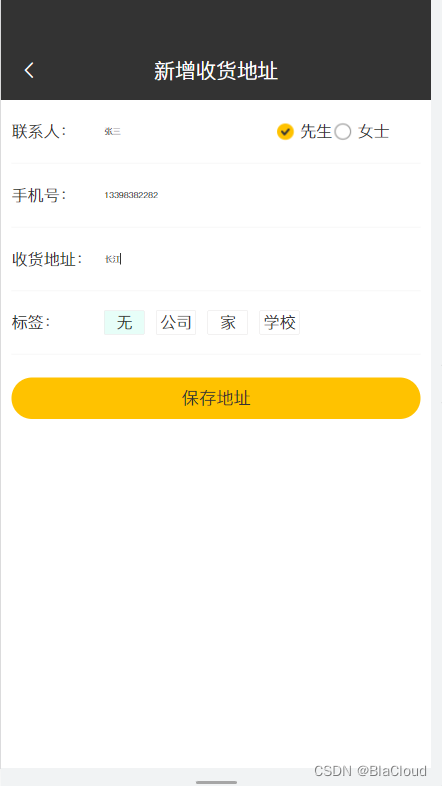 新增收货地址
联系人： 张三 先生 女士
手机号： 13398382282
收货地址： 长江
标签： 无 公司 家 学校
保存地址
CSDN @BlaCloud